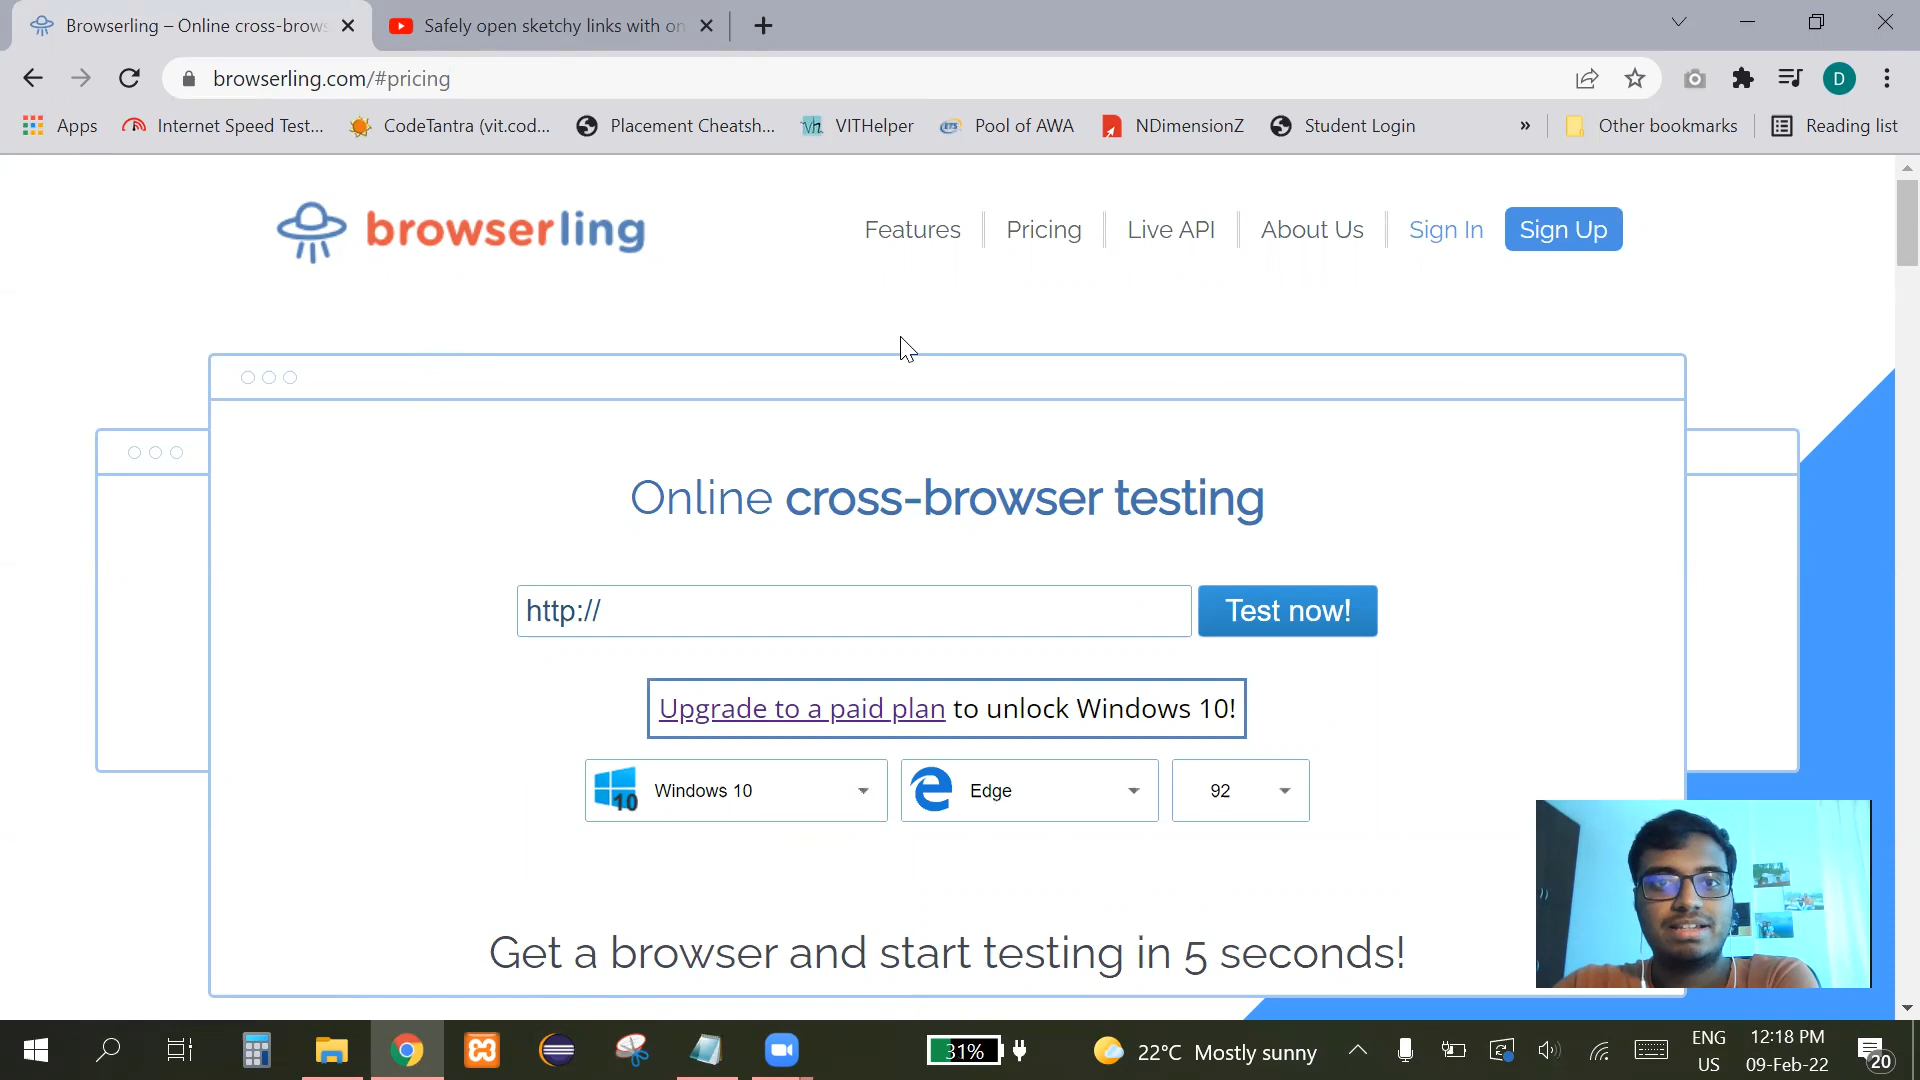 Browserling – Online cross-brows
Safely open sketchy links with on
browserling.com/#pricing
D
Apps
Internet Speed Test...
CodeTantra (vit.cod...
Placement Cheatsh...
VITHelper
Pool of AWA
NDimensionZ
Student Login
»
Other bookmarks
Reading list
browserling
Features
Pricing
Live API
About Us
Sign In
Sign Up
Online cross-browser testing
http://
Test now!
Upgrade to a paid plan to unlock Windows 10!
10
Windows 10
Edge
92
Get a browser and start testing in 5 seconds!
31%
22°C Mostly sunny
ENG
US
12:18 PM
09-Feb-22
20